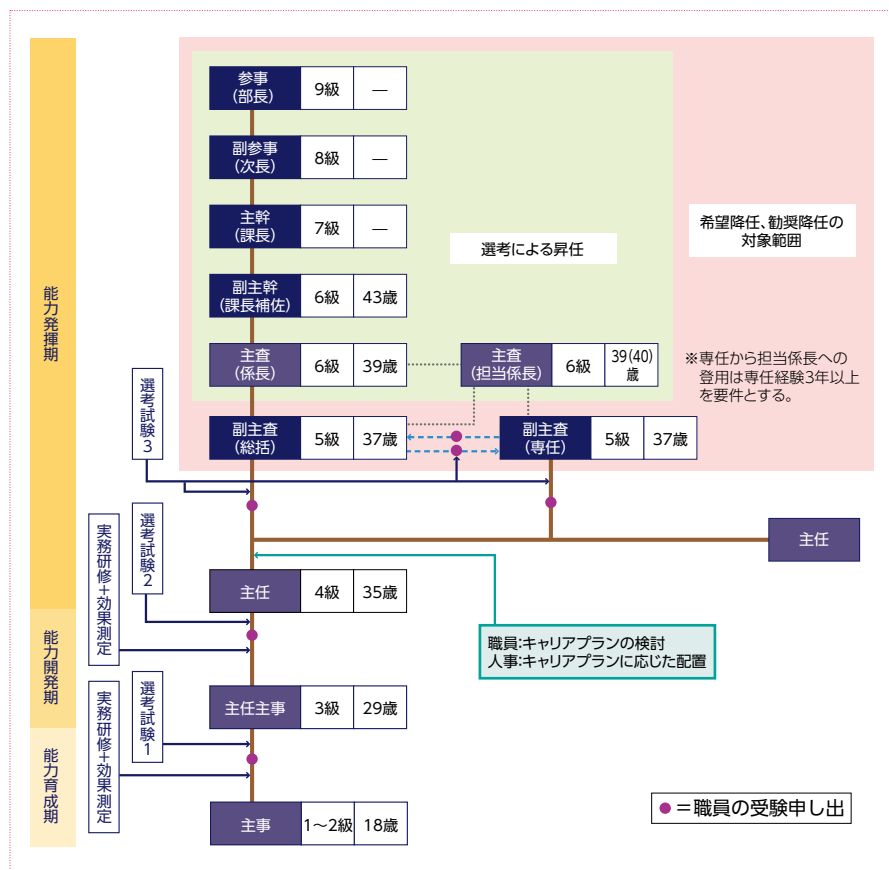 参事
(部長)
9級
―
副参事
(次長)
8級
―
主幹
(課長)
7級
―
希望降任、勧奨降任の
対象範囲
選考による昇任
副主幹
(課長補佐)
6級
43歳
能力発揮期
主査
(係長)
6級
39歳
主査
(担当係長)
6級
39(40)
歳
※専任から担当係長への
登用は専任経験3年以上
を要件とする。
選考試験3
副主査
(総括)
5級
37歳
副主査
(専任)
5級
37歳
実務研修+効果測定
選考試験2
主任
主任
4級
35歳
職員:キャリアプランの検討
人事:キャリアプランに応じた配置
能力開発期
実務研修+効果測定
選考試験1
主任主事
3級
29歳
能力育成期
主事
1〜2級
18歳
●=職員の受験申し出